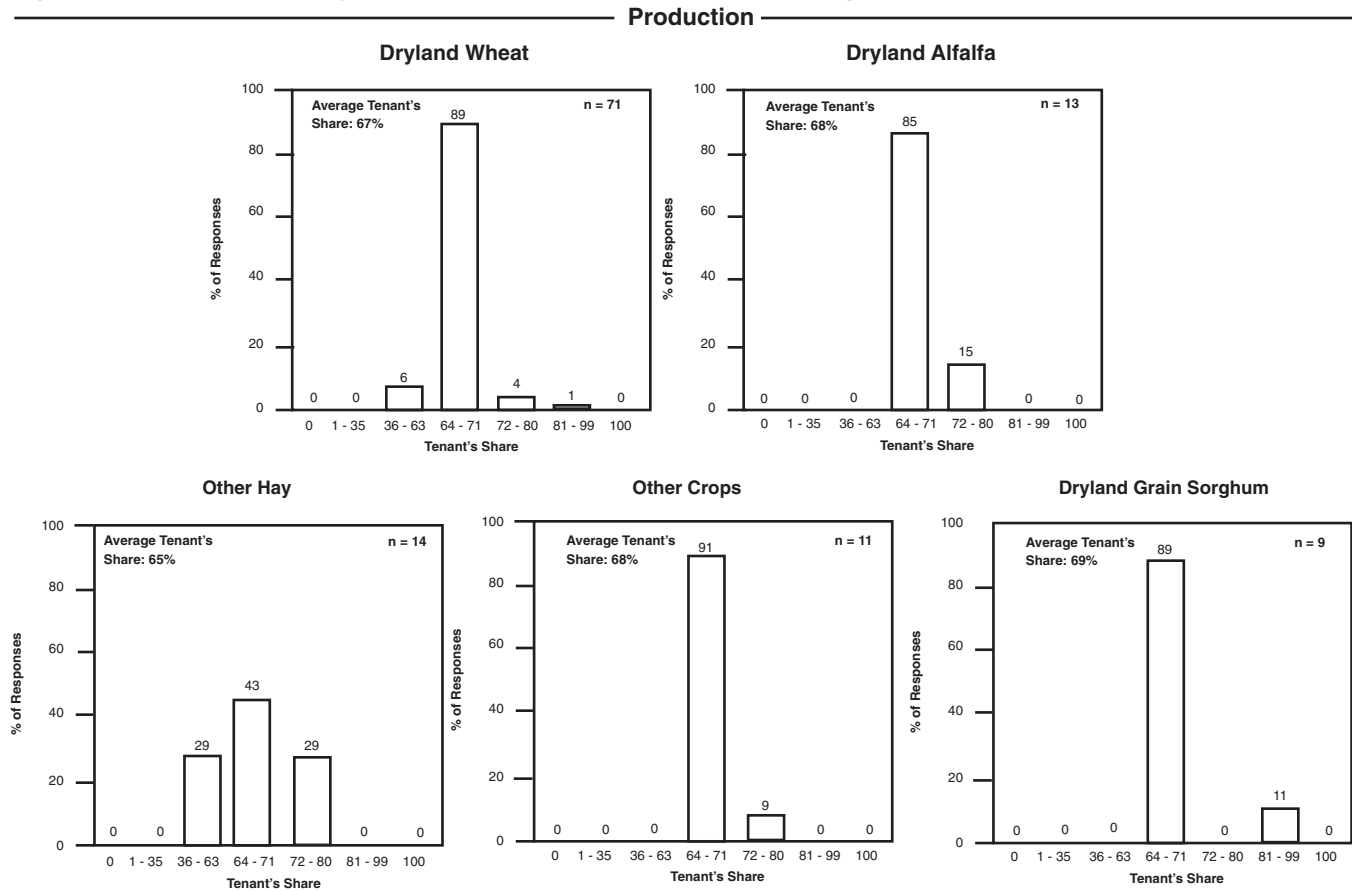 Production
Dryland Wheat
Average Tenant's
Share: 67%
n = 71
% of Responses
100
80
60
40
20
0
0
0
6
89
4
1
0
0
1 - 35
36 - 63
64 - 71
72 - 80
81 - 99
100
Tenant's Share
Dryland Alfalfa
Average Tenant's
Share: 68%
n = 13
% of Responses
100
80
60
40
20
0
0
0
0
85
15
0
0
0
1 - 35
36 - 63
64 - 71
72 - 80
81 - 99
100
Tenant's Share
Other Hay
Average Tenant's
Share: 65%
n = 14
% of Responses
100
80
60
40
20
0
0
0
29
43
29
0
0
0
1 - 35
36 - 63
64 - 71
72 - 80
81 - 99
100
Tenant's Share
Other Crops
Average Tenant's
Share: 68%
n = 11
% of Responses
100
80
60
40
20
0
0
0
0
91
9
0
0
0
1 - 35
36 - 63
64 - 71
72 - 80
81 - 99
100
Tenant's Share
Dryland Grain Sorghum
Average Tenant's
Share: 69%
n = 9
% of Responses
100
80
60
40
20
0
0
0
0
89
0
11
0
0
1 - 35
36 - 63
64 - 71
72 - 80
81 - 99
100
Tenant's Share